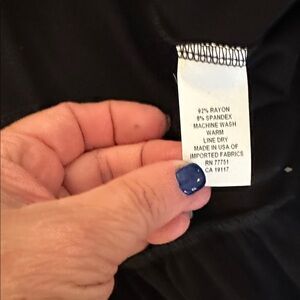 92% RAYON
8% SPANDEX
MACHINE WASH
WARM
LINE DRY
MADE IN USA OF
IMPORTED FABRICS
RN 77751
CA 19117